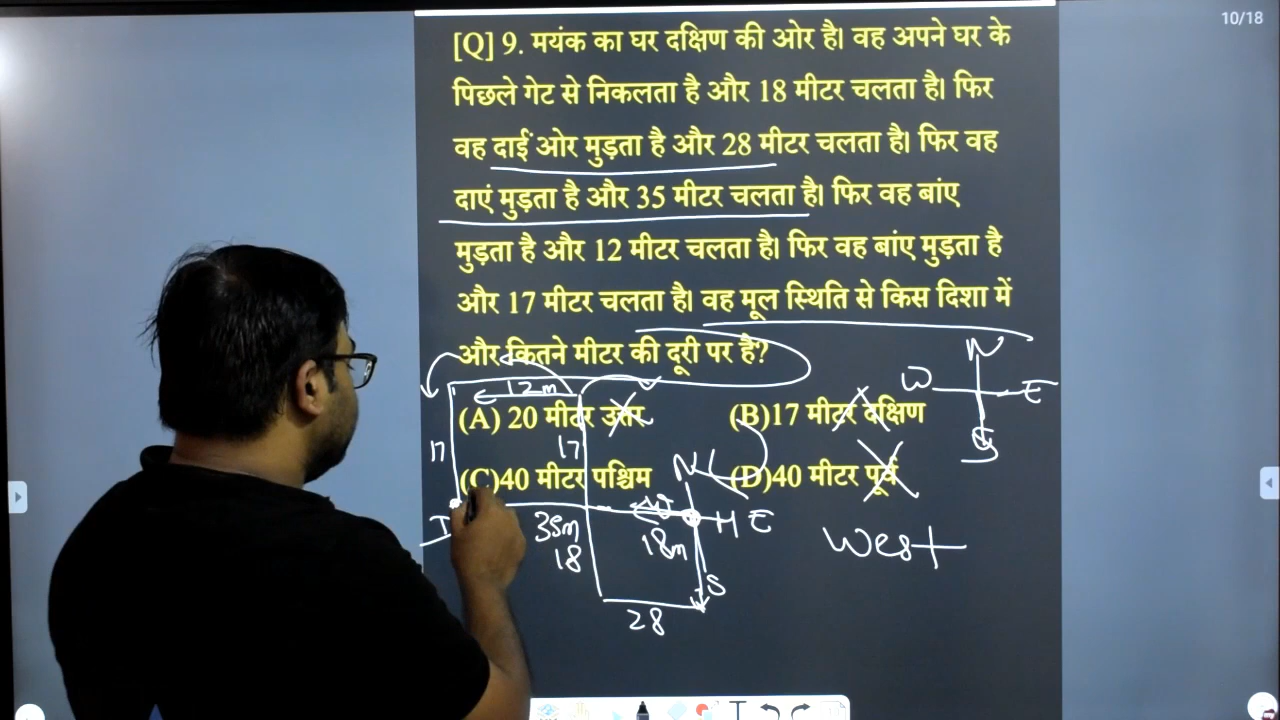 10/18
[Q] 9. मयंक का घर दक्षिण की ओर है। वह अपने घर के
पिछले गेट से निकलता है और 18 मीटर चलता है। फिर
वह दाईं ओर मुड़ता है और 28 मीटर चलता है। फिर वह
दाएं मुड़ता है और 35 मीटर चलता है। फिर वह बांए
मुड़ता है और 12 मीटर चलता है। फिर वह बांए मुड़ता है
और 17 मीटर चलता है। वह मूल स्थिति से किस दिशा में
और कितने मीटर की दूरी पर है?
N
W E
S
12m
(A) 20 मीटर उत्तर (B)17 मीटर दक्षिण
17 17
(C)40 मीटर पश्चिम (D)40 मीटर पूर्व
N
H E
35m
18m West
18
S
28